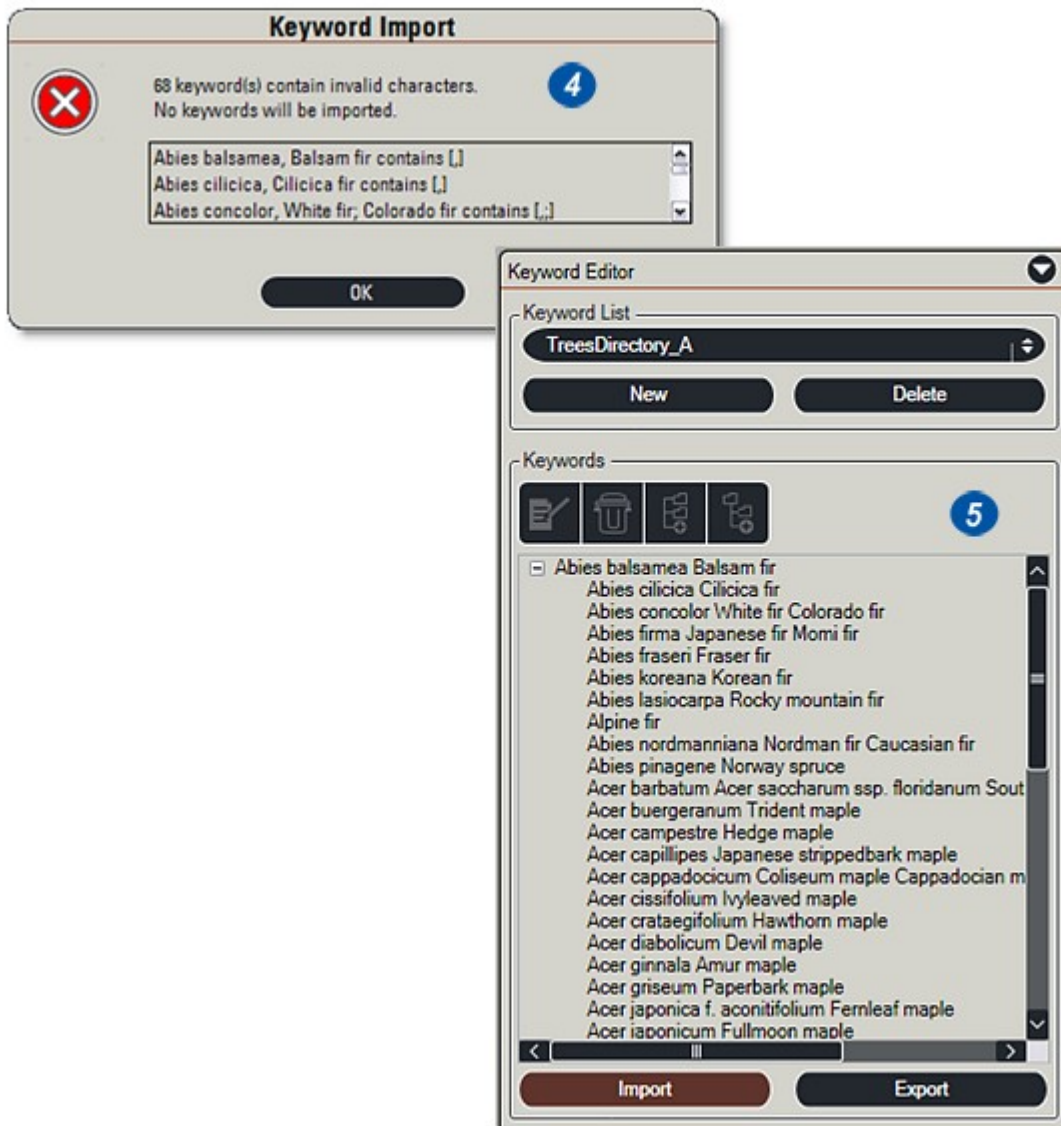 Keyword Import
68 keyword(s) contain invalid characters.
No keywords will be imported.
4
Abies balsamea, Balsam fir contains [,]
Abies cilicica, Cilicica fir contains [,]
Abies concolor, White fir; Colorado fir contains [,;]
OK
Keyword Editor
Keyword List
TreesDirectory_A
New Delete
Keywords
5
Abies balsamea Balsam fir
Abies cilicica Cilicica fir
Abies concolor White fir Colorado fir
Abies firma Japanese fir Momi fir
Abies fraseri Fraser fir
Abies koreana Korean fir
Abies lasiocarpa Rocky mountain fir
Alpine fir
Abies nordmanniana Nordman fir Caucasian fir
Abies pinagene Norway spruce
Acer barbatum Acer saccharum ssp. floridanum Sout
Acer buergeranum Trident maple
Acer campestre Hedge maple
Acer capillipes Japanese strippedbark maple
Acer cappadocicum Coliseum maple Cappadocian m
Acer cissifolium Ivyleaved maple
Acer crataegifolium Hawthorn maple
Acer diabolicum Devil maple
Acer ginnala Amur maple
Acer griseum Paperbark maple
Acer japonica f. aconitifolium Fernleaf maple
Acer japonicum Fullmoon maple
Import Export